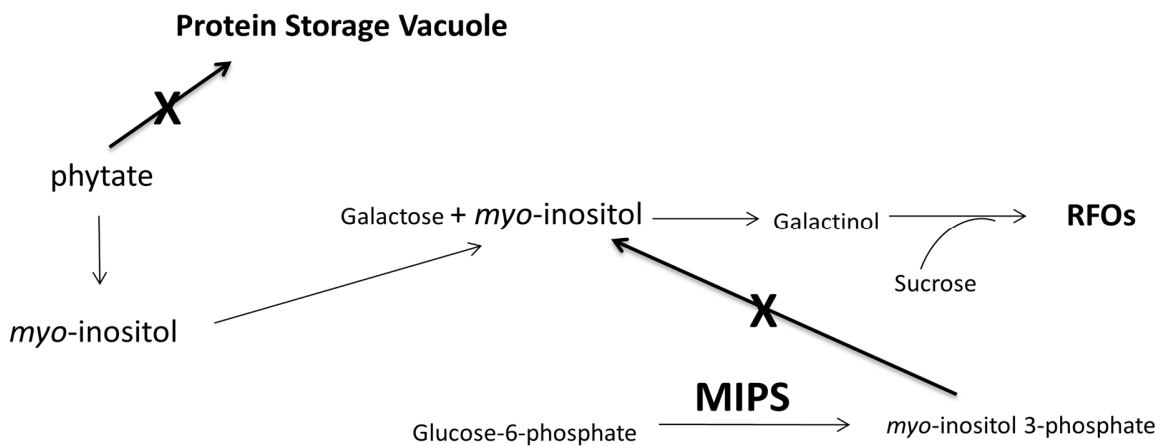 Protein Storage Vacuole
X
phytate
Galactose + myo-inositol
Galactinol
RFOs
Sucrose
myo-inositol
X
MIPS
Glucose-6-phosphate
myo-inositol 3-phosphate